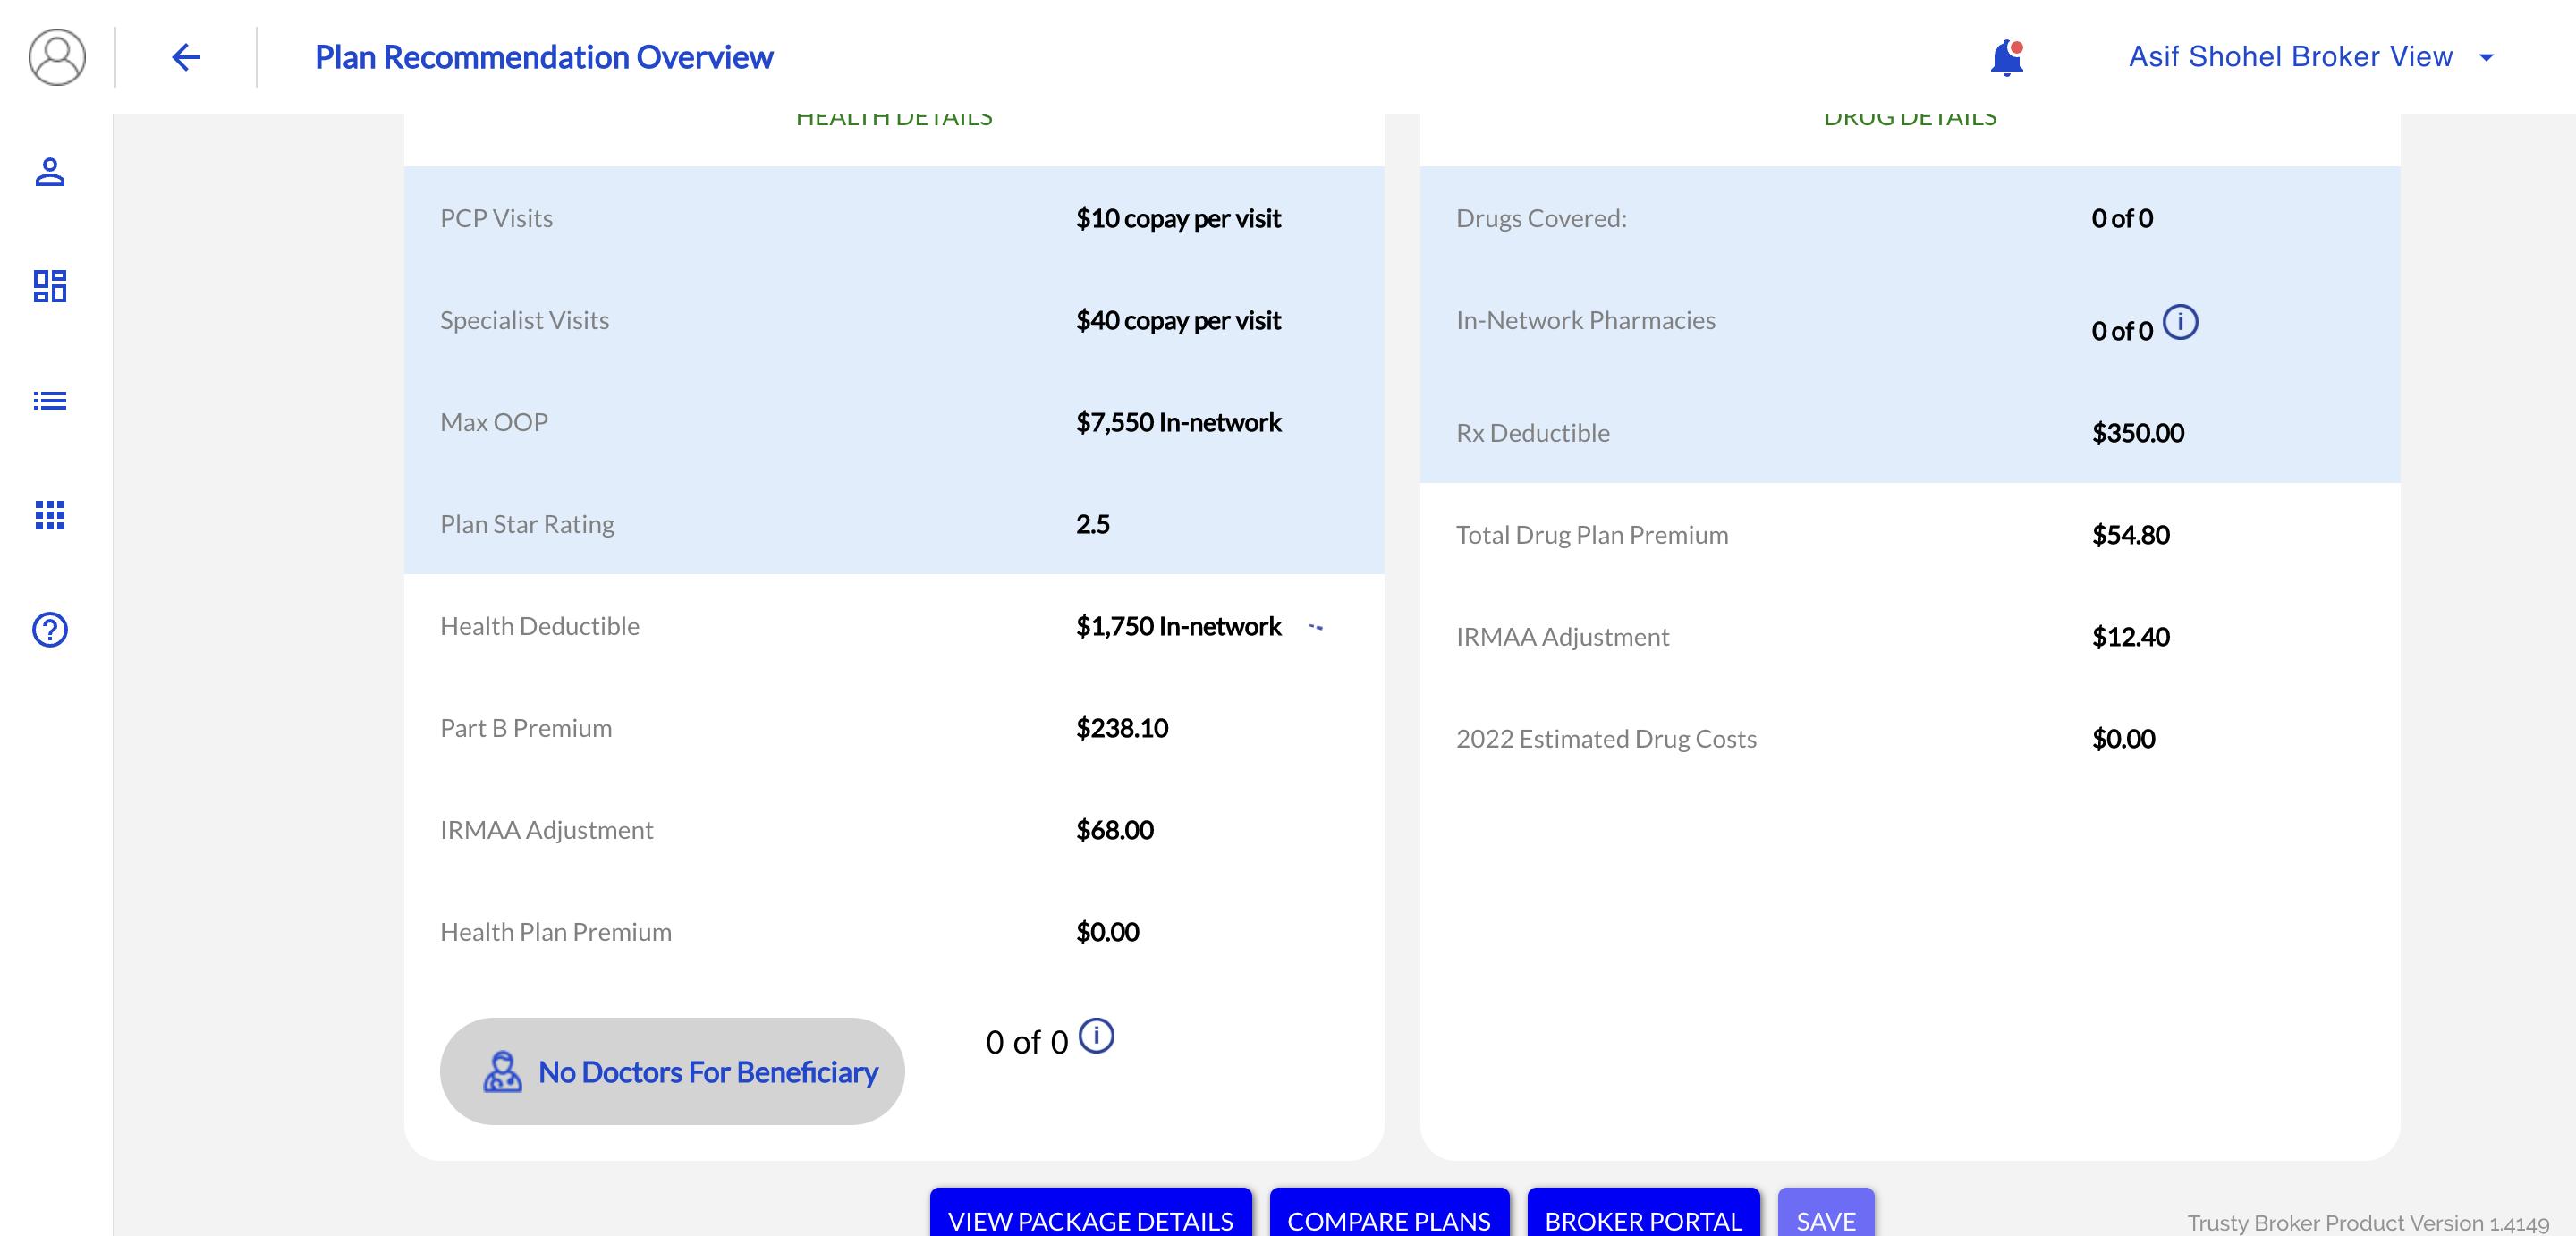 Plan Recommendation Overview
Asif Shohel Broker View
HEALTH DETAILS
PCP Visits $10 copay per visit
Specialist Visits $40 copay per visit
Max OOP $7,550 In-network
Plan Star Rating 2.5
Health Deductible $1,750 In-network
Part B Premium $238.10
IRMAA Adjustment $68.00
Health Plan Premium $0.00
No Doctors For Beneficiary 0 of 0
DRUG DETAILS
Drugs Covered: 0 of 0
In-Network Pharmacies 0 of 0
Rx Deductible $350.00
Total Drug Plan Premium $54.80
IRMAA Adjustment $12.40
2022 Estimated Drug Costs $0.00
VIEW PACKAGE DETAILS
COMPARE PLANS
BROKER PORTAL
SAVE
Trusty Broker Product Version 1.4149